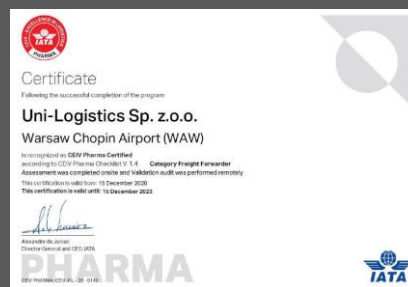 CEIV - EXCELLENCE IN LOGISTICS
IATA
PHARMA
Certificate
Following the successful completion of the program
Uni-Logistics Sp. z.o.o.
Warsaw Chopin Airport (WAW)
is recognized as CEIV Pharma Certified
according to CEIV Pharma Checklist V. 1.4 Category Freight Forwarder
Assessment was completed onsite and Validation audit was performed remotely
This certification is valid from: 15 December 2020
This certification is valid until: 15 December 2023
Alexandre de Juniac
Director General and CEO, IATA
PHARMA
IATA